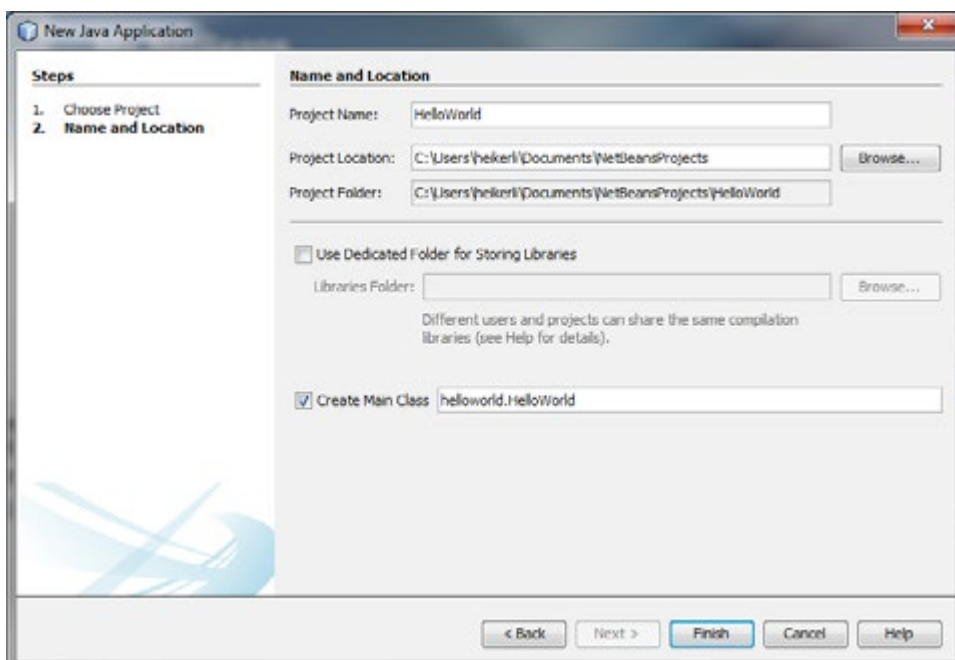 New Java Application
Steps
1. Choose Project
2. Name and Location
Name and Location
Project Name: HelloWorld
Project Location: C:\Users\heikerli\Documents\NetBeansProjects Browse...
Project Folder: C:\Users\heikerli\Documents\NetBeansProjects\HelloWorld
Use Dedicated Folder for Storing Libraries
Libraries Folder: Browse...
Different users and projects can share the same compilation
libraries (see Help for details).
Create Main Class helloworld.HelloWorld
< Back Next > Finish Cancel Help